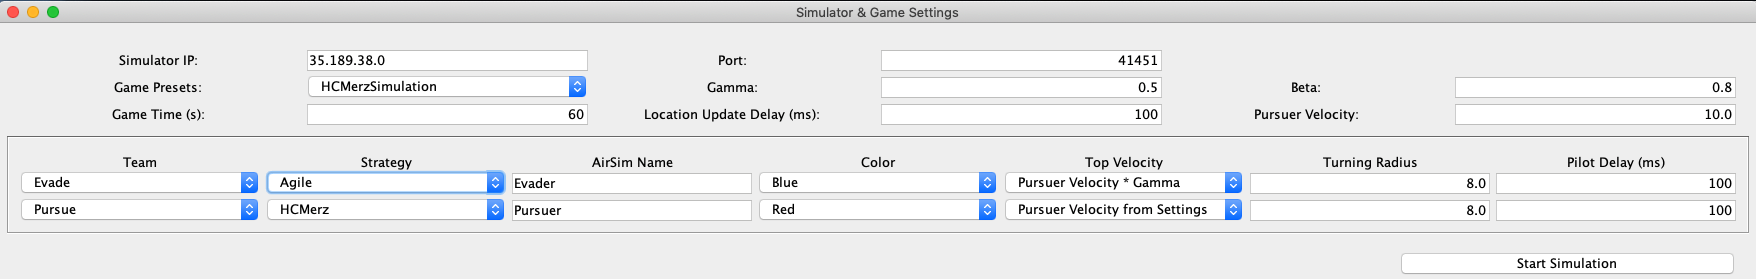 Simulator & Game Settings
Simulator IP: 35.189.38.0 Port: 41451
Game Presets: HCMerzSimulation Gamma: 0.5 Beta: 0.8
Game Time (s): 60 Location Update Delay (ms): 100 Pursuer Velocity: 10.0
Team Strategy AirSim Name Color Top Velocity Turning Radius Pilot Delay (ms)
Evade Agile Evader Blue Pursuer Velocity * Gamma 8.0 100
Pursue HCMerz Pursuer Red Pursuer Velocity from Settings 8.0 100
Start Simulation